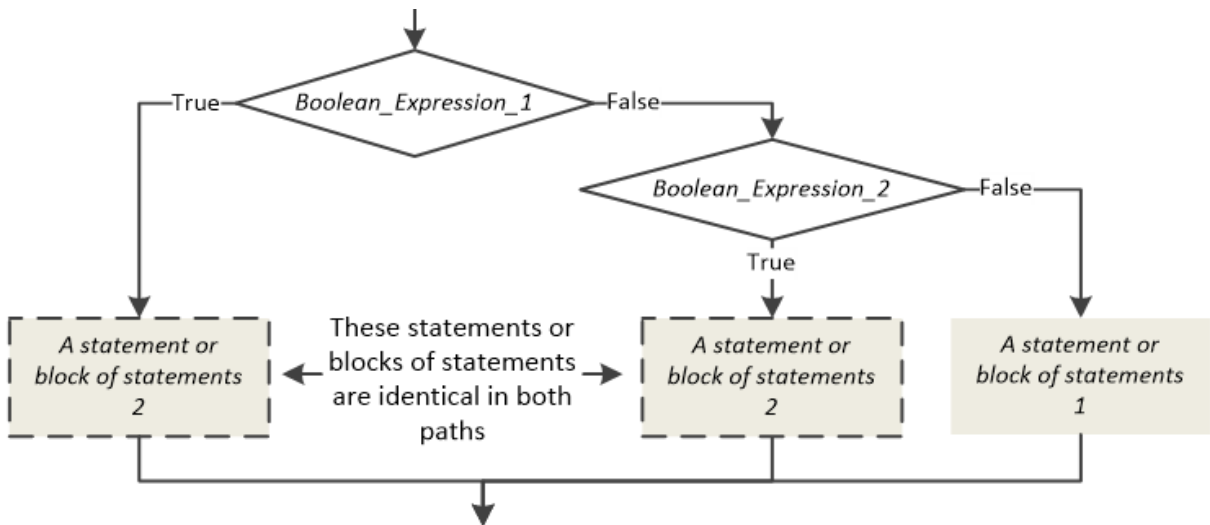 Boolean_Expression_1
True
False
Boolean_Expression_2
False
True
A statement or
block of statements
2
These statements or
blocks of statements
are identical in both
paths
A statement or
block of statements
2
A statement or
block of statements
1